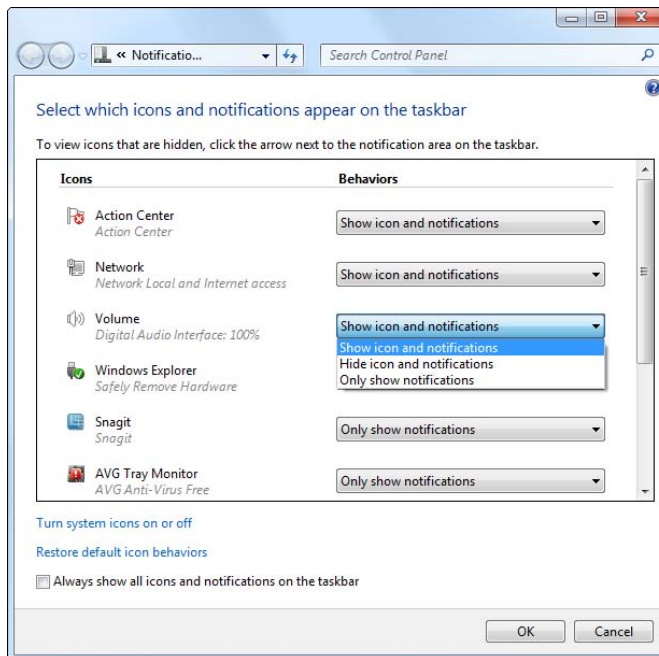 « Notificatio...
Search Control Panel
Select which icons and notifications appear on the taskbar
To view icons that are hidden, click the arrow next to the notification area on the taskbar.
Icons Behaviors
Action Center Show icon and notifications
Action Center
Network Show icon and notifications
Network Local and Internet access
Volume Show icon and notifications
Digital Audio Interface: 100%
Show icon and notifications
Hide icon and notifications
Only show notifications
Windows Explorer
Safely Remove Hardware
Snagit Only show notifications
Snagit
AVG Tray Monitor Only show notifications
AVG Anti-Virus Free
Turn system icons on or off
Restore default icon behaviors
Always show all icons and notifications on the taskbar
OK Cancel